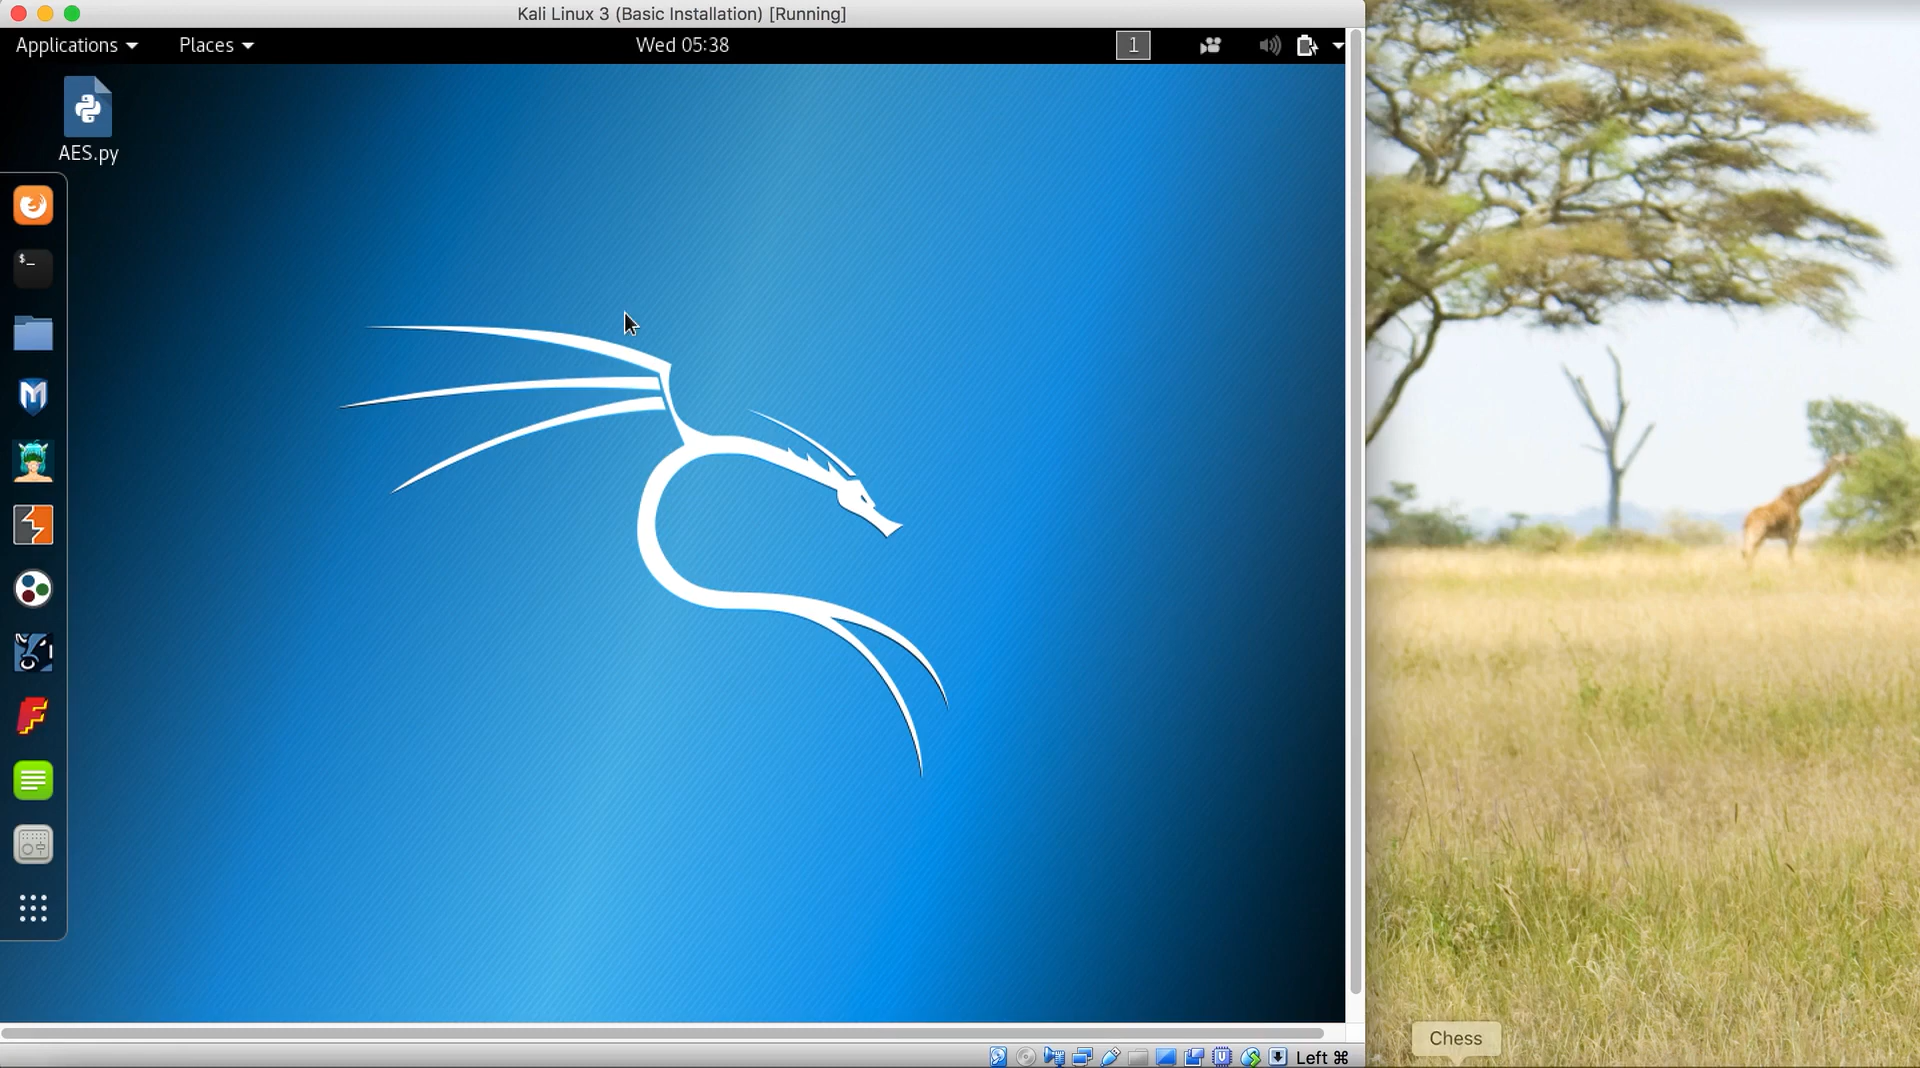 Kali Linux 3 (Basic Installation) [Running]
Applications Places Wed 05:38 1
AES.py
$_
Chess
Left ⌘